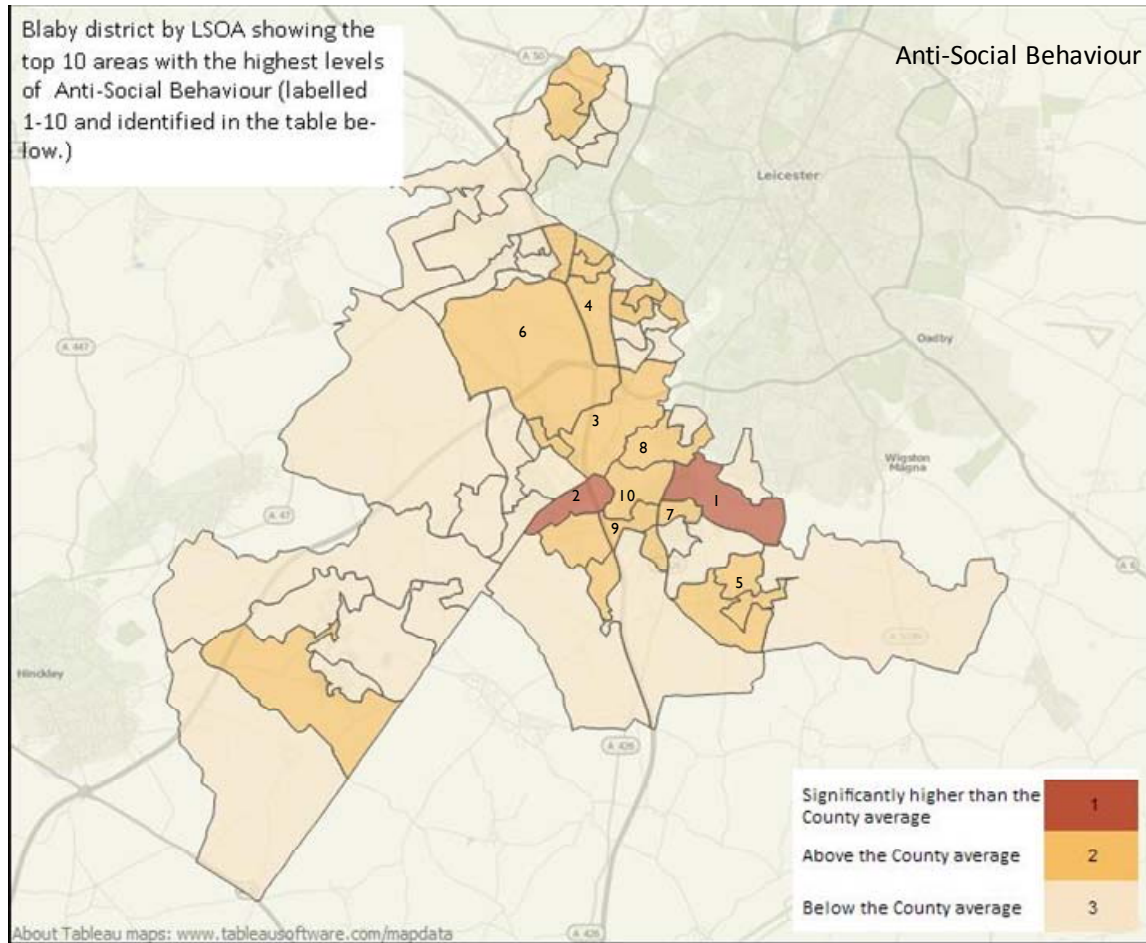 Blaby district by LSOA showing the
top 10 areas with the highest levels
of Anti-Social Behaviour (labelled
1-10 and identified in the table be-
low.)
Anti-Social Behaviour
A 50
Leicester
4
6
Oadby
A 447
3
8
Wigston
Magna
2
10
1
7
A 47
9
A 6
5
Hinckley
A 426
Significantly higher than the
County average
1
Above the County average
2
Below the County average
3
About Tableau maps: www.tableausoftware.com/mapdata
A 426